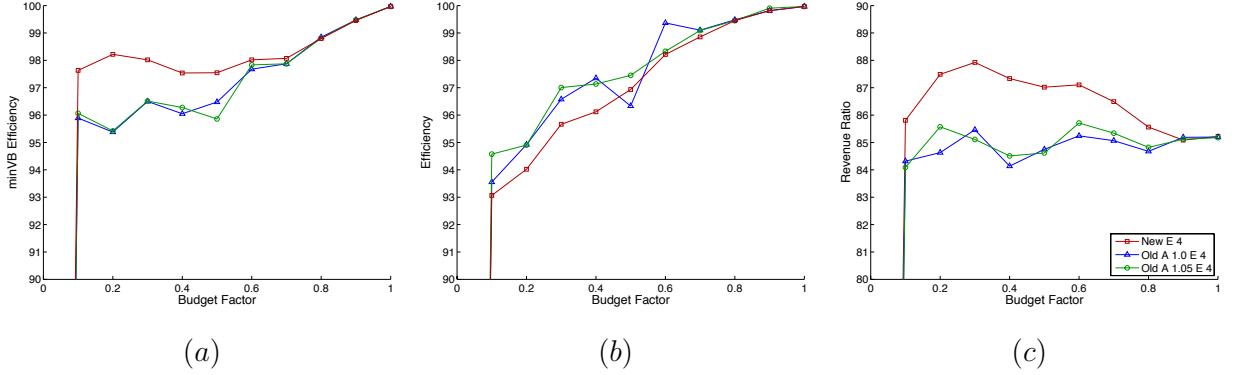 minVB Efficiency
100
99
98
97
96
95
94
93
92
91
90
0 0.2 0.4 0.6 0.8 1
Budget Factor
(a)
Efficiency
100
99
98
97
96
95
94
93
92
91
90
0 0.2 0.4 0.6 0.8 1
Budget Factor
(b)
Revenue Ratio
90
89
88
87
86
85
84
83
82
81
80
0 0.2 0.4 0.6 0.8 1
Budget Factor
New E 4
Old A 1.0 E 4
Old A 1.05 E 4
(c)